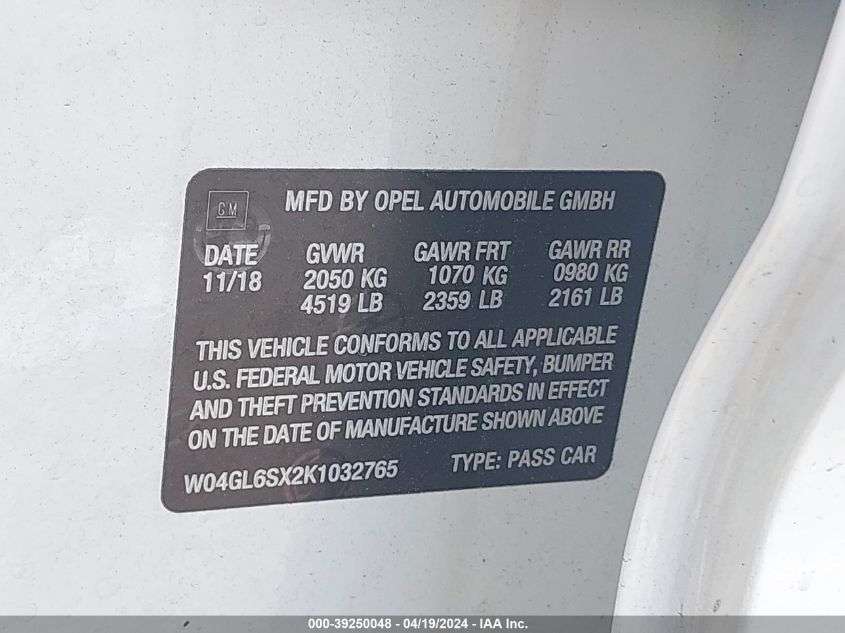 GM
MFD BY OPEL AUTOMOBILE GMBH
DATE GVWR GAWR FRT GAWR RR
11/18 2050 KG 1070 KG 0980 KG
4519 LB 2359 LB 2161 LB
THIS VEHICLE CONFORMS TO ALL APPLICABLE
U.S. FEDERAL MOTOR VEHICLE SAFETY, BUMPER
AND THEFT PREVENTION STANDARDS IN EFFECT
ON THE DATE OF MANUFACTURE SHOWN ABOVE
W04GL6SX2K1032765 TYPE: PASS CAR
000-39250048 - 04/19/2024 - IAA Inc.